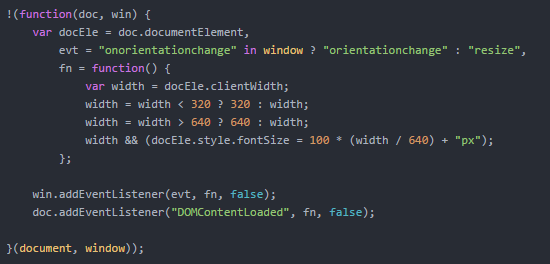 !(function(doc, win) {
    var docEle = doc.documentElement,
        evt = "onorientationchange" in window ? "orientationchange" : "resize",
        fn = function() {
            var width = docEle.clientWidth;
            width = width < 320 ? 320 : width;
            width = width > 640 ? 640 : width;
            width && (docEle.style.fontSize = 100 * (width / 640) + "px");
        };

    win.addEventListener(evt, fn, false);
    doc.addEventListener("DOMContentLoaded", fn, false);

}(document, window));